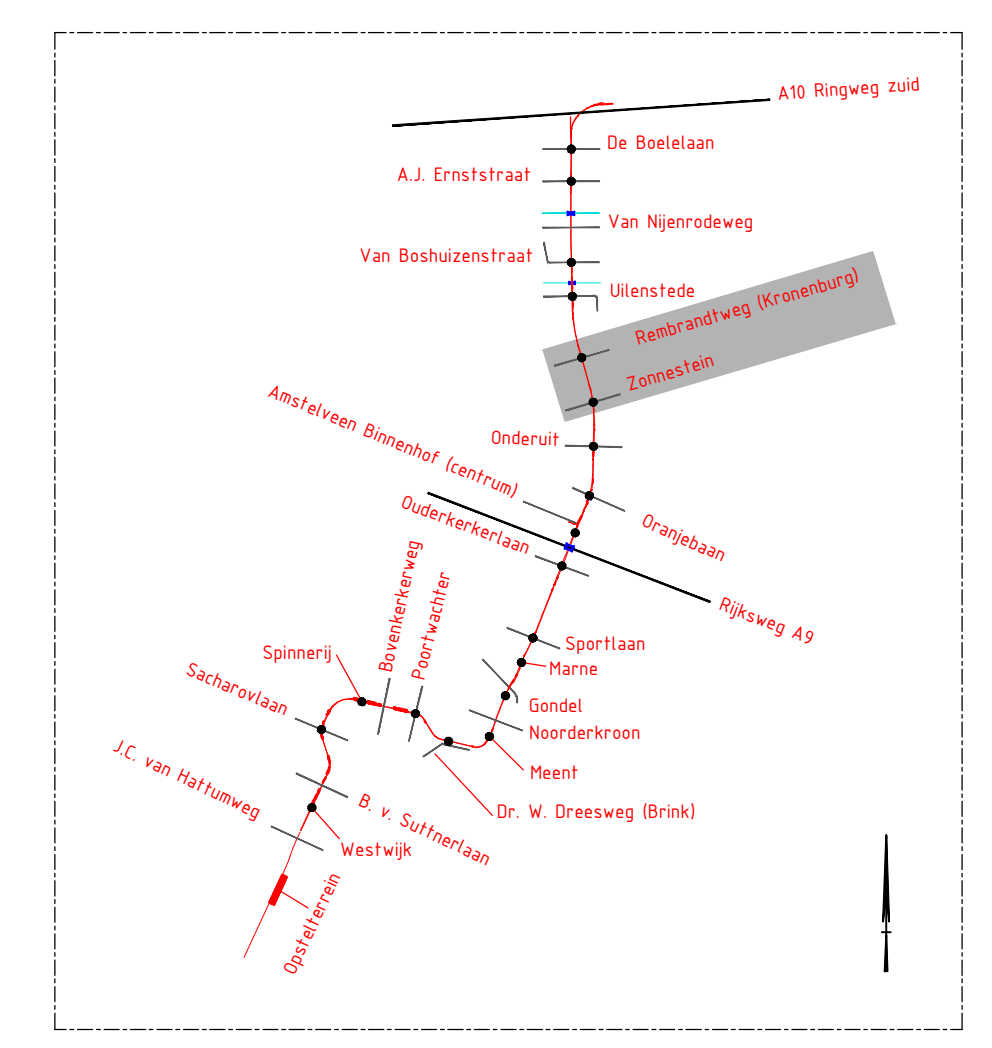 A10 Ringweg zuid
De Boelelaan
A.J. Ernststraat
Van Nijenrodeweg
Van Boshuizenstraat
Uilenstede
Rembrandtweg (Kronenburg)
Zonnestein
Amstelveen Binnenhof (centrum)
Onderuit
Ouderkerkerlaan
Oranjebaan
Rijksweg A9
Bovenkerkerweg
Poortwachter
Sportlaan
Spinnerij
Marne
Sacharovlaan
Gondel
Noorderkroon
J.C. van Hattumweg
Meent
B. v. Suttnerlaan
Dr. W. Dreesweg (Brink)
Westwijk
Opstelterrein